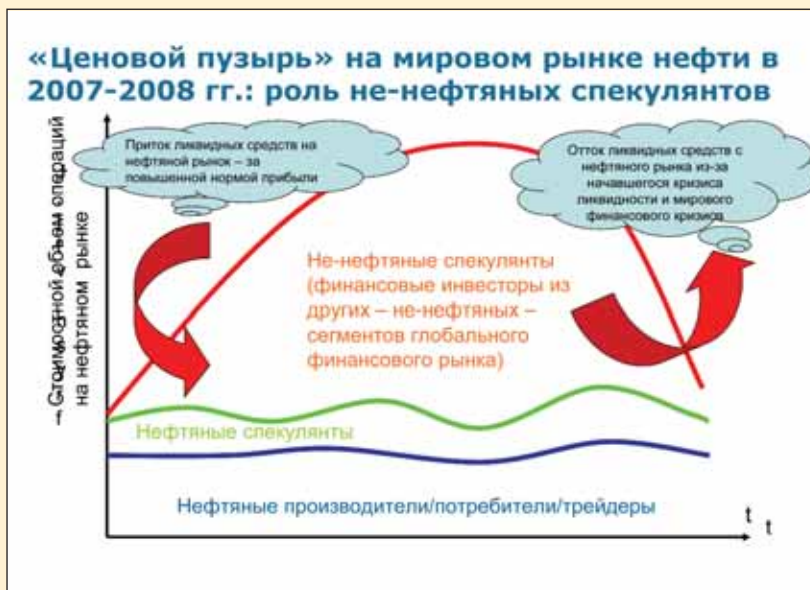 «Ценовой пузырь» на мировом рынке нефти в
2007-2008 гг.: роль не-нефтяных спекулянтов
Стоимостной объем операций
на нефтяном рынке
Приток ликвидных средств на
нефтяной рынок – за
повышенной нормой прибыли
Отток ликвидных средств с
нефтяного рынка из-за
начавшегося кризиса
ликвидности и мирового
финансового кризисов
Не-нефтяные спекулянты
(финансовые инвесторы из
других – не-нефтяных –
сегментов глобального
финансового рынка)
Нефтяные спекулянты
Нефтяные производители/потребители/трейдеры
t
t